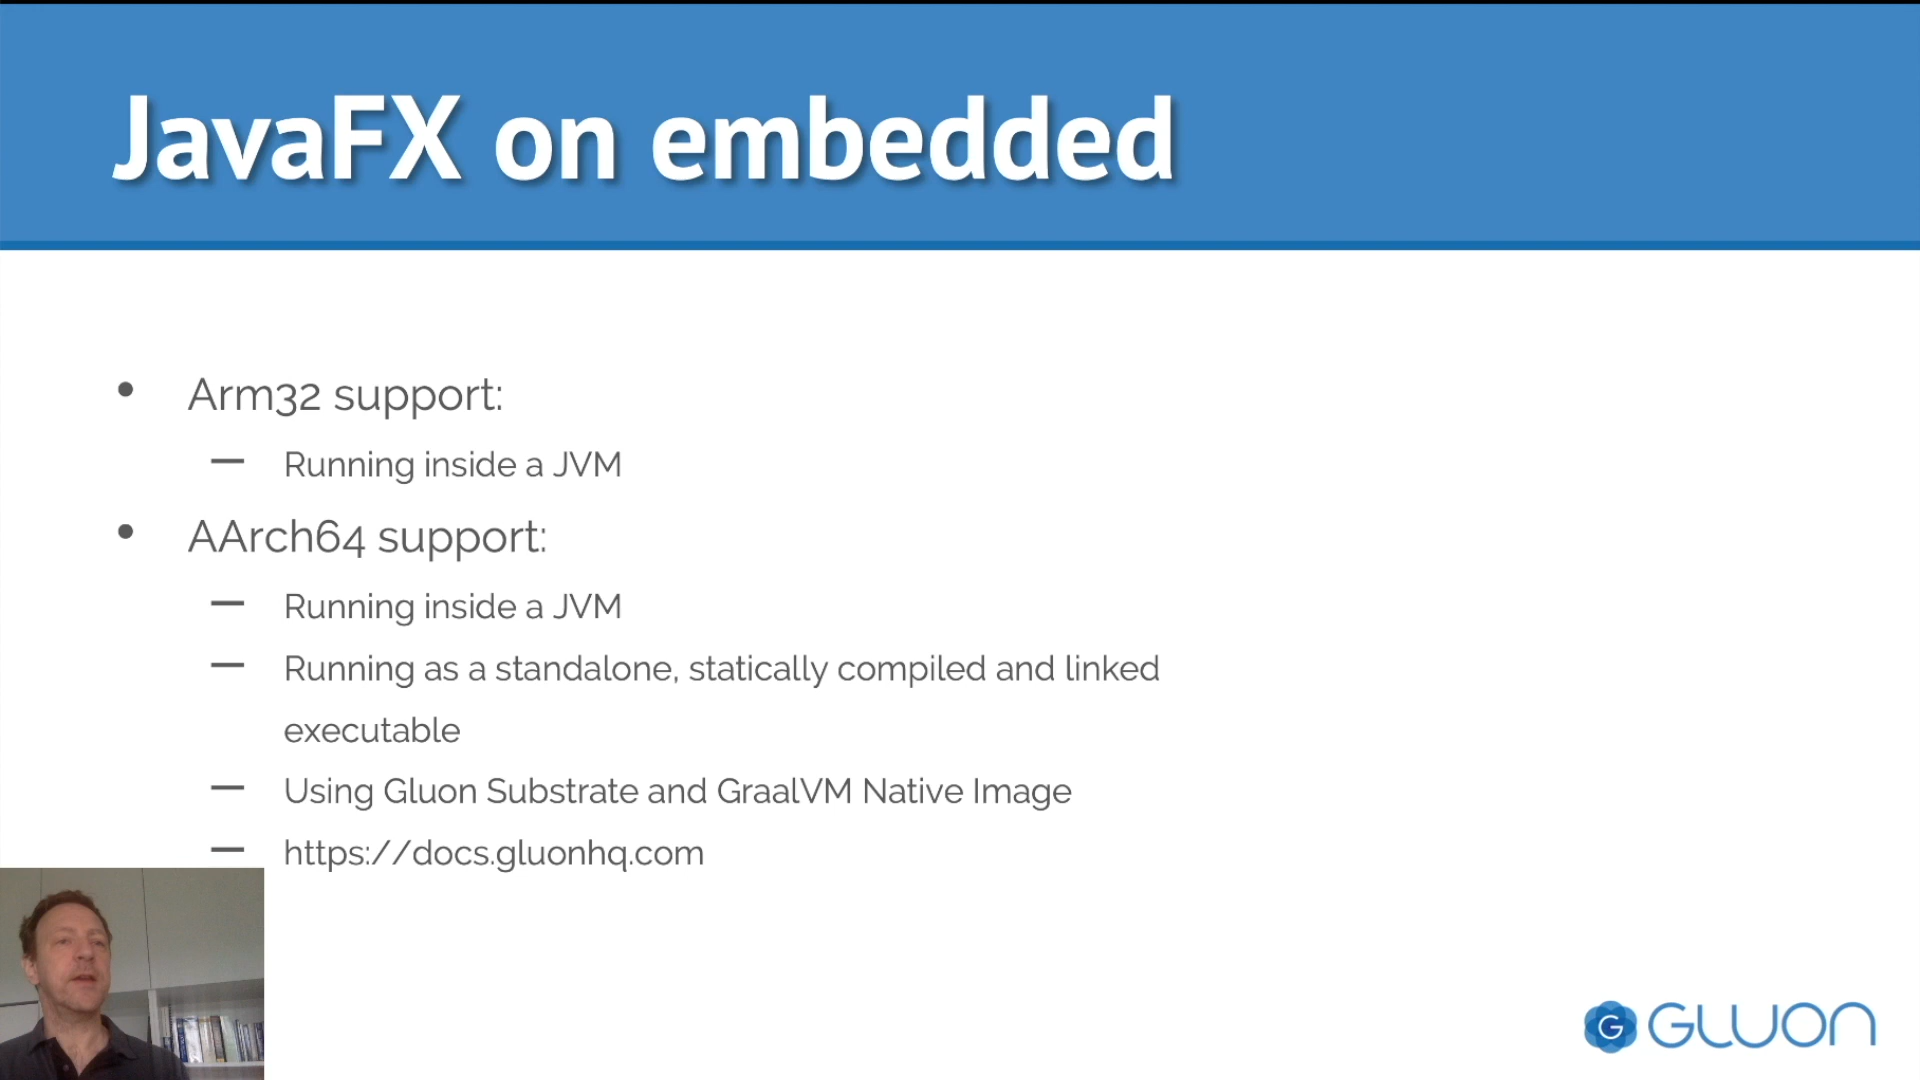 JavaFX on embedded
• Arm32 support:
— Running inside a JVM
• AArch64 support:
— Running inside a JVM
— Running as a standalone, statically compiled and linked
executable
— Using Gluon Substrate and GraalVM Native Image
— https://docs.gluonhq.com
G GLUON